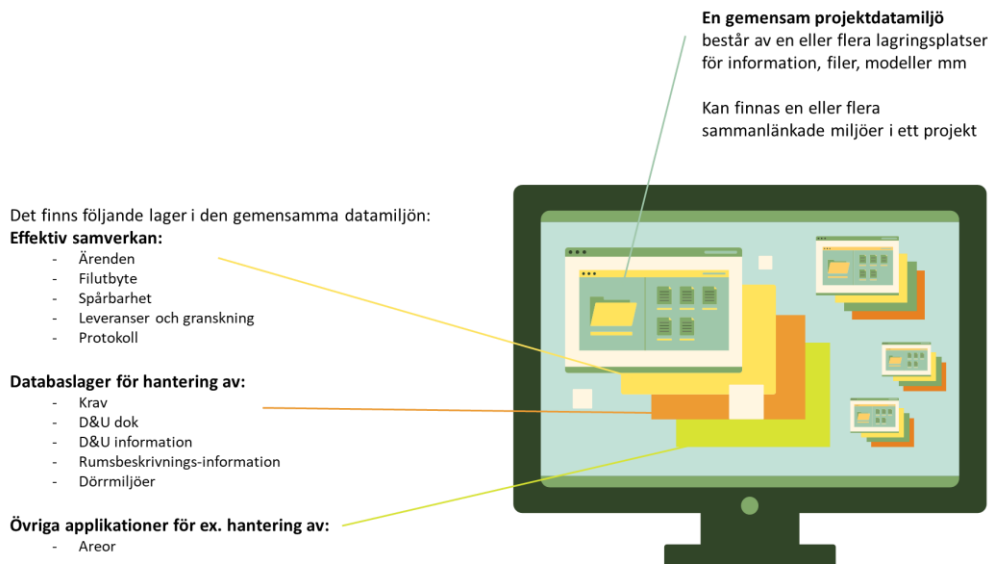 En gemensam projektdatamiljö
består av en eller flera lagringsplatser
för information, filer, modeller mm
Kan finnas en eller flera
sammanlänkade miljöer i ett projekt
Det finns följande lager i den gemensamma datamiljön:
Effektiv samverkan:
- Ärenden
- Filutbyte
- Spårbarhet
- Leveranser och granskning
- Protokoll
Databaslager för hantering av:
- Krav
- D&U dok
- D&U information
- Rumsbeskrivnings-information
- Dörrmiljöer
Övriga applikationer för ex. hantering av:
- Areor